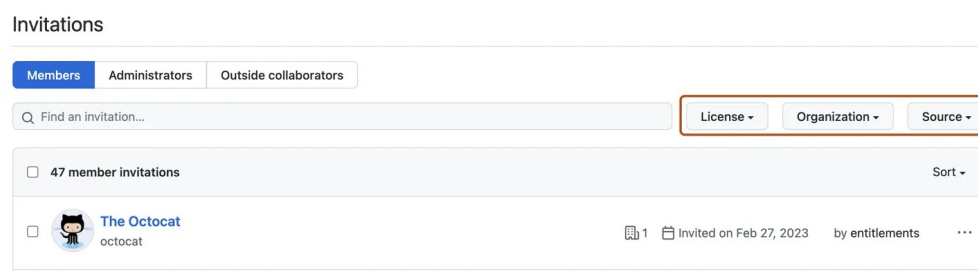 Invitations
Members Administrators Outside collaborators
Find an invitation... License Organization Source
47 member invitations Sort
The Octocat
octocat 1 Invited on Feb 27, 2023 by entitlements ...